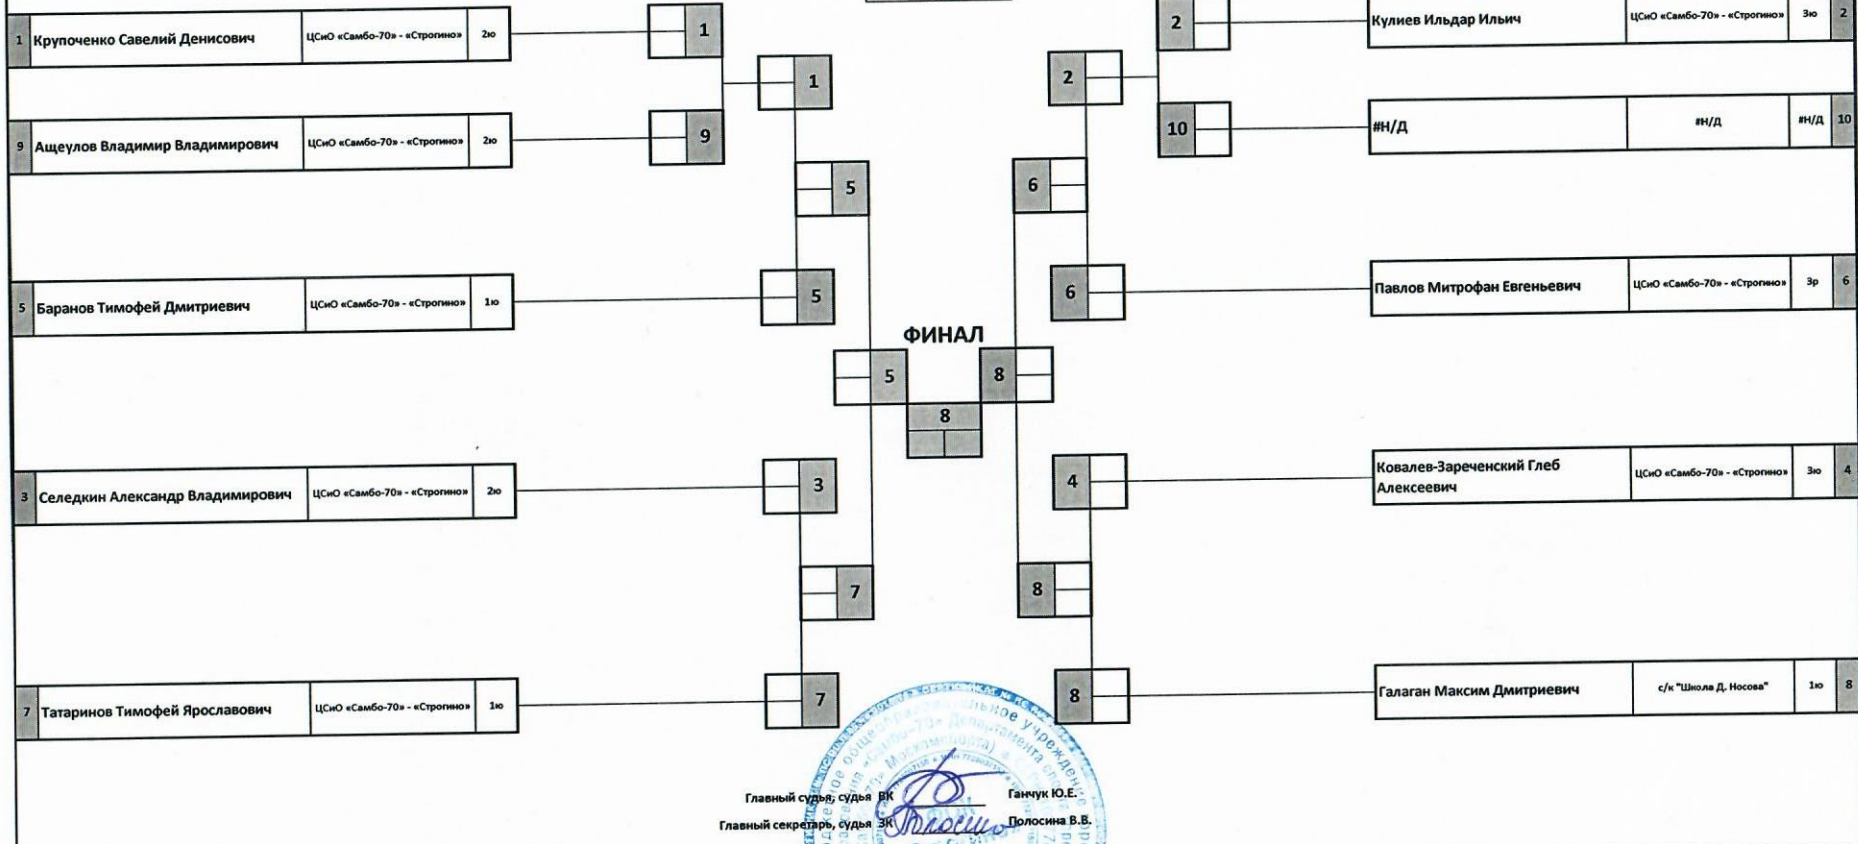 1 Крупоченко Савелий Денисович ЦСиО «Самбо-70» - «Строгино» 2ю
1
2
Кулиев Ильдар Ильич ЦСиО «Самбо-70» - «Строгино» 3ю 2
1
2
9 Ащеулов Владимир Владимирович ЦСиО «Самбо-70» - «Строгино» 2ю
9
10
#Н/Д #Н/Д #Н/Д 10
5
6
5 Баранов Тимофей Дмитриевич ЦСиО «Самбо-70» - «Строгино» 1ю
5
6
Павлов Митрофан Евгеньевич ЦСиО «Самбо-70» - «Строгино» 3р 6
ФИНАЛ
5
8
8
3 Селедкин Александр Владимирович ЦСиО «Самбо-70» - «Строгино» 2ю
3
4
Ковалев-Зареченский Глеб
Алексеевич ЦСиО «Самбо-70» - «Строгино» 3ю 4
7
8
7 Татаринов Тимофей Ярославович ЦСиО «Самбо-70» - «Строгино» 1ю
7
8
Галаган Максим Дмитриевич с/к "Школа Д. Носова" 1ю 8
Главный судья, судья ВК Ганчук Ю.Е.
Главный секретарь, судья 3К Полосина В.В.